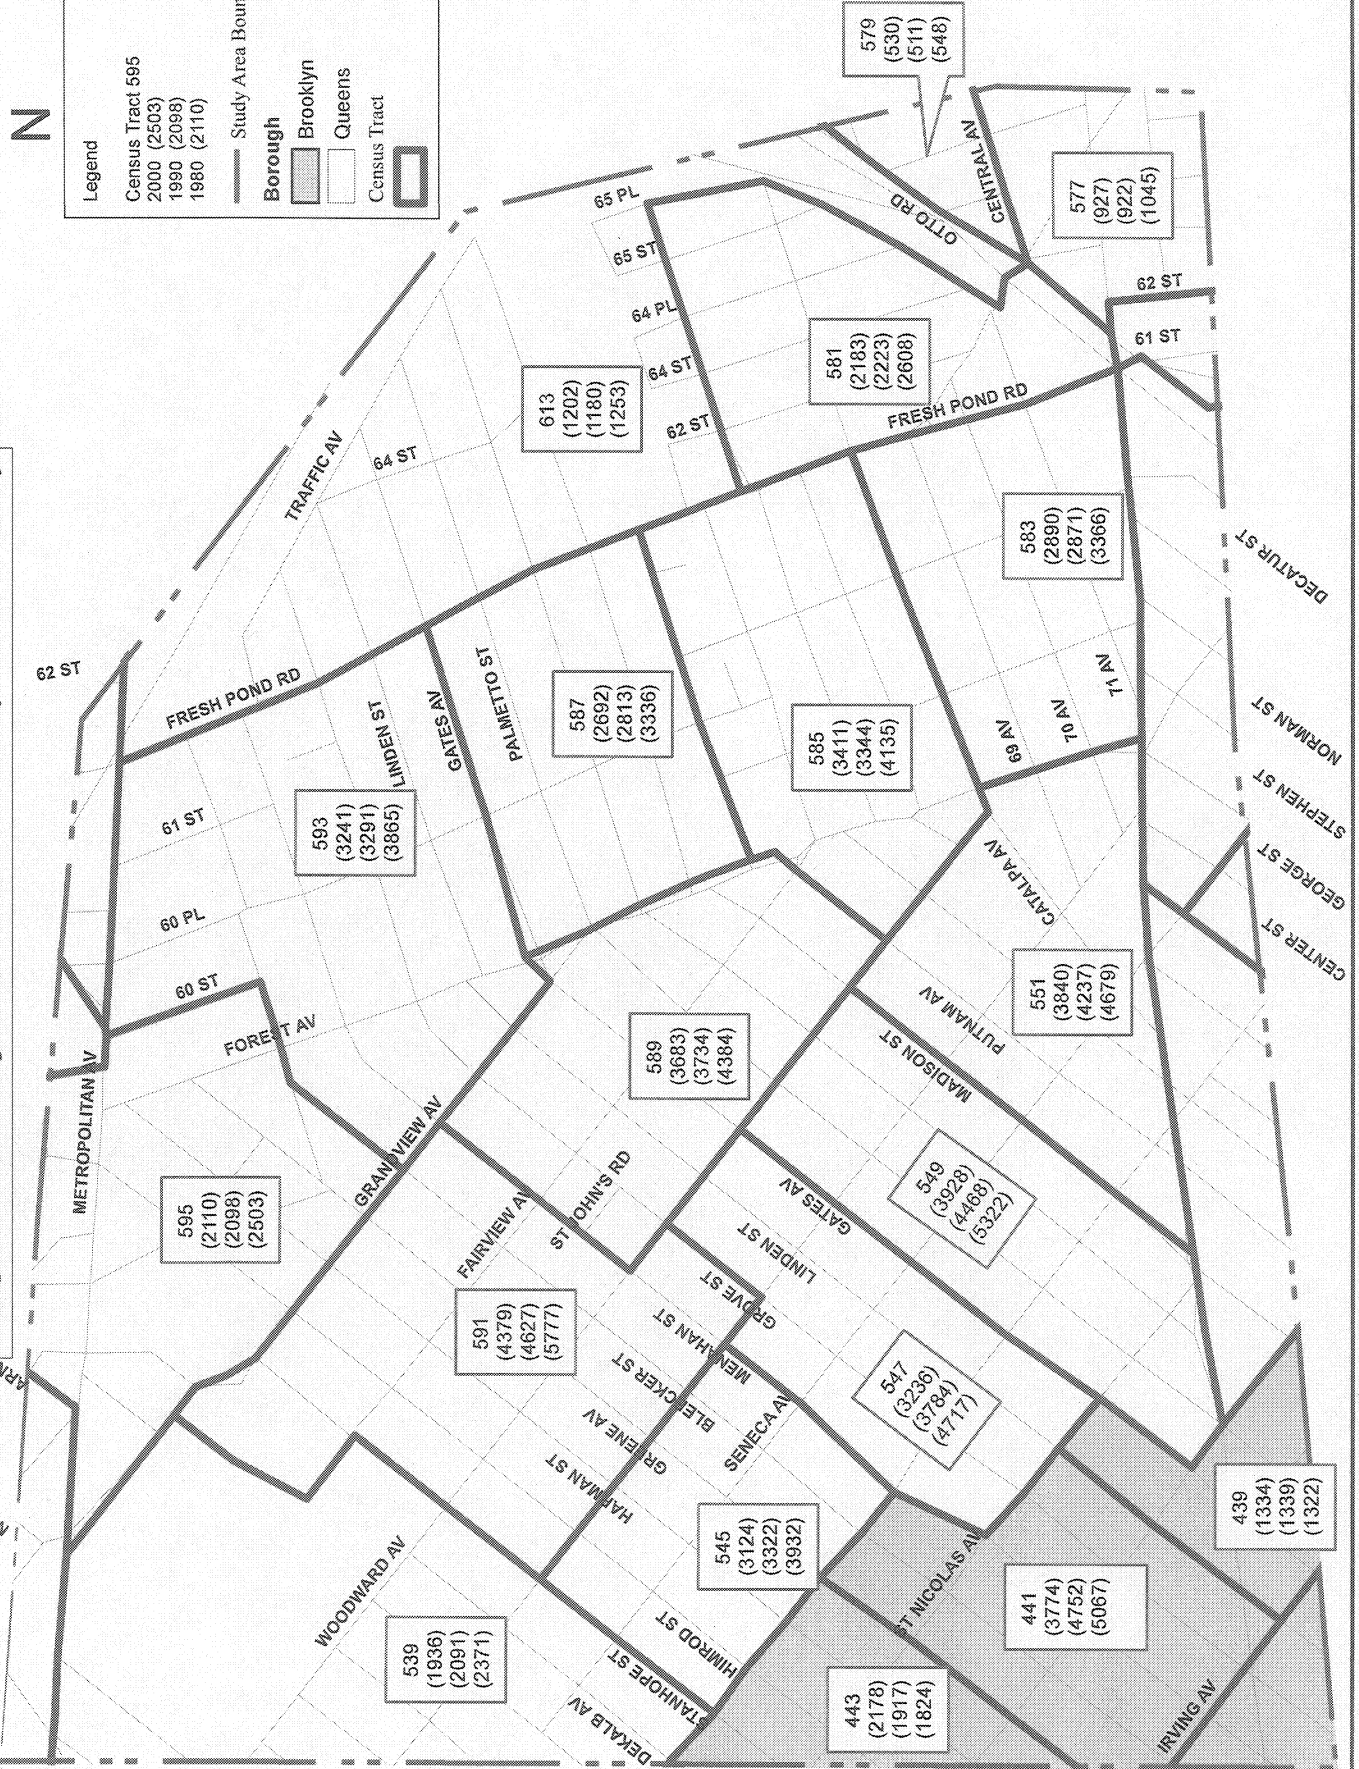 N
Legend
Census Tract 595
2000 (2503)
1990 (2098)
1980 (2110)
Study Area Boun
Borough
Brooklyn
Queens
Census Tract
579
(530)
(511)
(548)
577
(927)
(922)
(1045)
CENTRAL AV
OTTO RD
65 PL
65 ST
64 PL
64 ST
62 ST
62 ST
61 ST
581
(2183)
(2223)
(2608)
613
(1202)
(1180)
(1253)
FRESH POND RD
TRAFFIC AV
64 ST
62 ST
FRESH POND RD
583
(2890)
(2871)
(3366)
DECATUR ST
LINDEN ST
GATES AV
PALMETTO ST
587
(2692)
(2813)
(3336)
585
(3411)
(3344)
(4135)
69 AV
70 AV
71 AV
NORMAN ST
STEPHEN ST
GEORGE ST
CENTER ST
61 ST
60 PL
60 ST
593
(3241)
(3291)
(3865)
FOREST AV
METROPOLITAN AV
CATALPA AV
551
(3840)
(4237)
(4679)
PUTNAM AV
MADISON ST
589
(3683)
(3734)
(4384)
595
(2110)
(2098)
(2503)
GRANDVIEW AV
FAIRVIEW AV
ST JOHN'S RD
549
(3928)
(4468)
(5322)
GATES AV
LINDEN ST
GROVE ST
MENAHAN ST
BLEECKER ST
GREENE AV
HARMAN ST
591
(4379)
(4627)
(5777)
547
(3236)
(3784)
(4717)
SENECA AV
545
(3124)
(3322)
(3932)
439
(1334)
(1339)
(1322)
ST NICOLAS AV
441
(3774)
(4752)
(5067)
WOODWARD AV
539
(1936)
(2091)
(2371)
HIMROD ST
STANHOPE ST
DEKALB AV
443
(2178)
(1917)
(1824)
IRVING AV